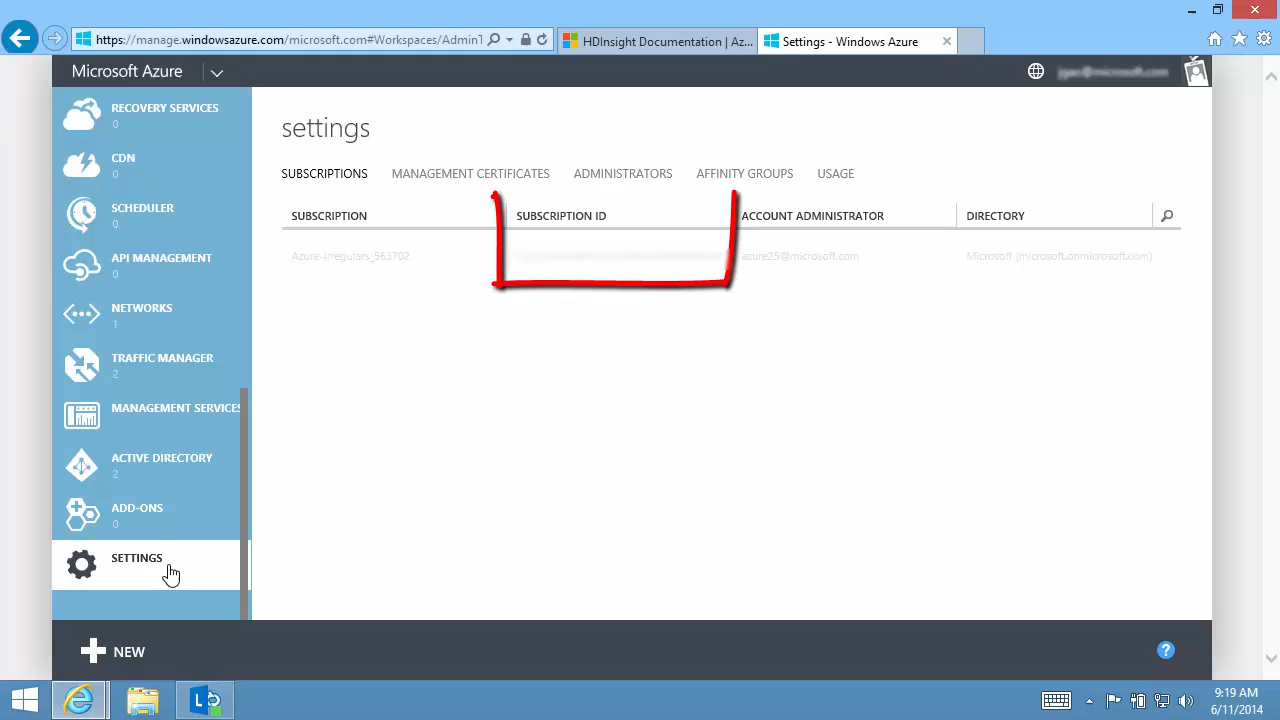 https://manage.windowsazure.com/microsoft.com#Workspaces/AdminT
HDInsight Documentation | Az...
Settings - Windows Azure
Microsoft Azure
RECOVERY SERVICES
0
CDN
0
SCHEDULER
0
API MANAGEMENT
0
NETWORKS
1
TRAFFIC MANAGER
2
MANAGEMENT SERVICES
ACTIVE DIRECTORY
2
ADD-ONS
0
SETTINGS
settings
SUBSCRIPTIONS MANAGEMENT CERTIFICATES ADMINISTRATORS AFFINITY GROUPS USAGE
SUBSCRIPTION SUBSCRIPTION ID ACCOUNT ADMINISTRATOR DIRECTORY
Azure-Irregulars_563702 azure25@microsoft.com Microsoft (microsoft.onmicrosoft.com)
NEW
?
9:19 AM
6/11/2014